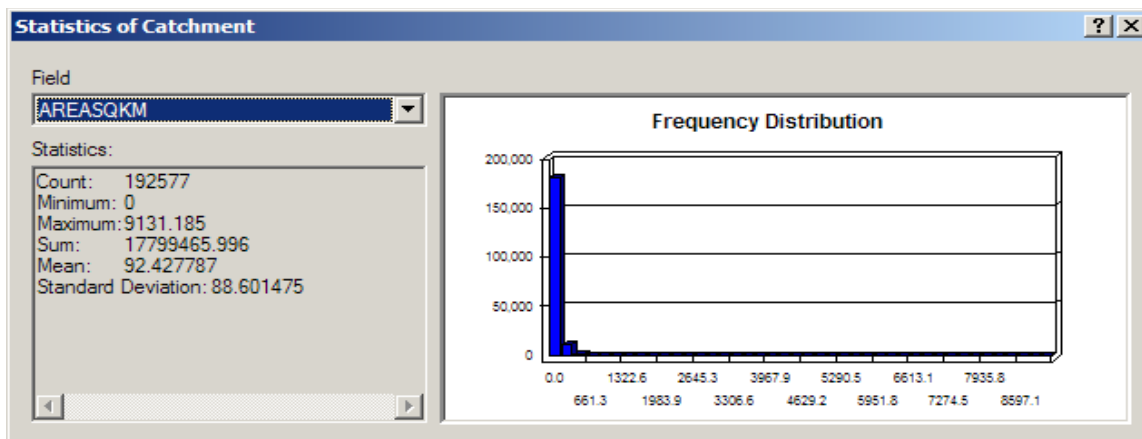 Statistics of Catchment
Field
AREASQKM
Statistics:
Count: 192577
Minimum: 0
Maximum: 9131.185
Sum: 17799465.996
Mean: 92.427787
Standard Deviation: 88.601475
Frequency Distribution
200,000
150,000
100,000
50,000
0
0.0 1322.6 2645.3 3967.9 5290.5 6613.1 7935.8
661.3 1983.9 3306.6 4629.2 5951.8 7274.5 8597.1